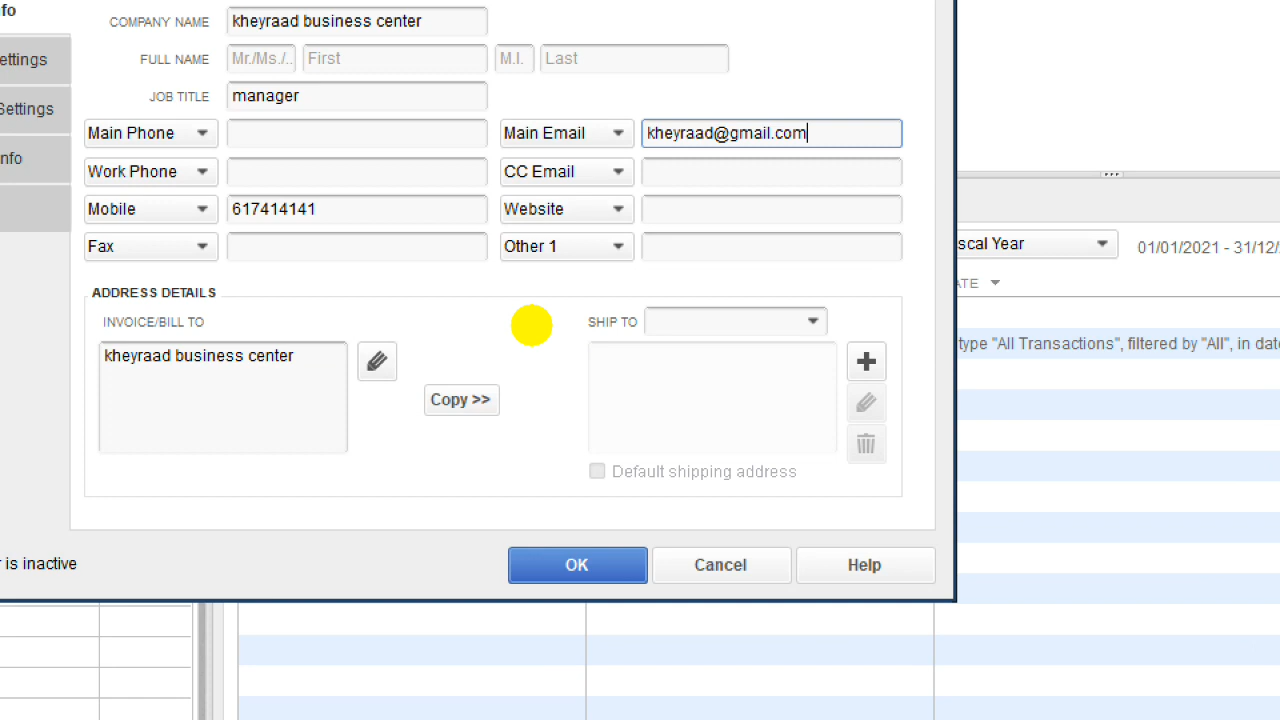 fo
COMPANY NAME kheyraad business center
ettings FULL NAME Mr./Ms./.. First M.I. Last
JOB TITLE manager
Settings
Main Phone Main Email kheyraad@gmail.com
nfo Work Phone CC Email
Mobile 617414141 Website
Fax Other 1
scal Year 01/01/2021 - 31/12/
ATE
ADDRESS DETAILS
INVOICE/BILL TO SHIP TO
kheyraad business center
type "All Transactions", filtered by "All", in date
Copy >>
Default shipping address
r is inactive
OK Cancel Help